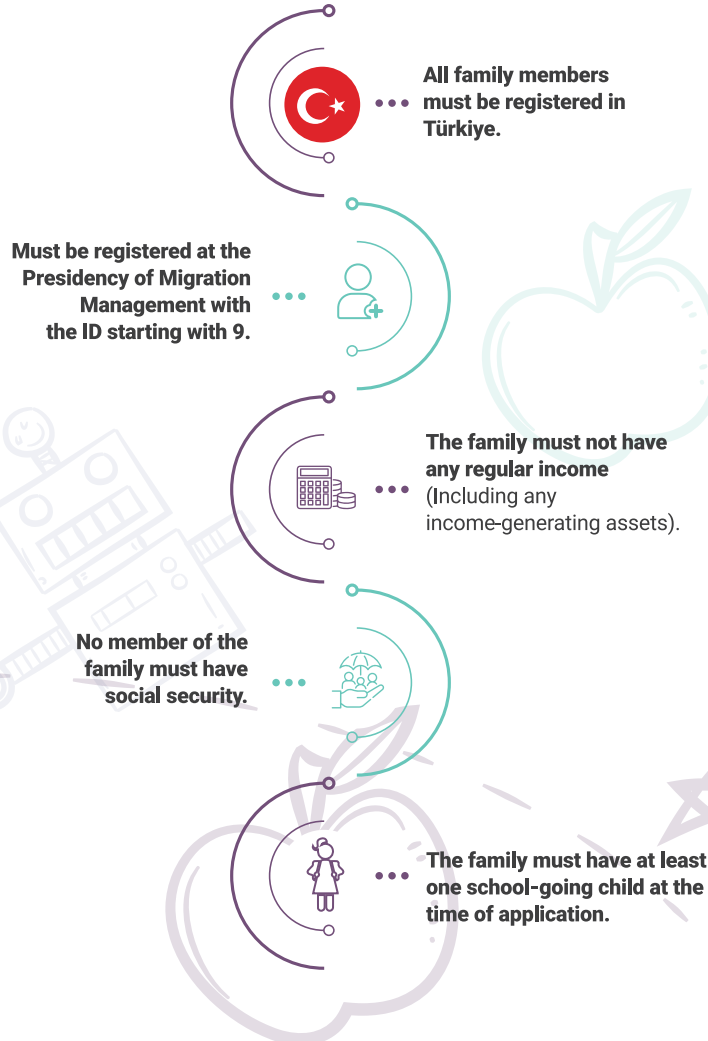 All family members
must be registered in
Türkiye.
Must be registered at the
Presidency of Migration
Management with
the ID starting with 9.
The family must not have
any regular income
(Including any
income-generating assets).
No member of the
family must have
social security.
The family must have at least
one school-going child at the
time of application.